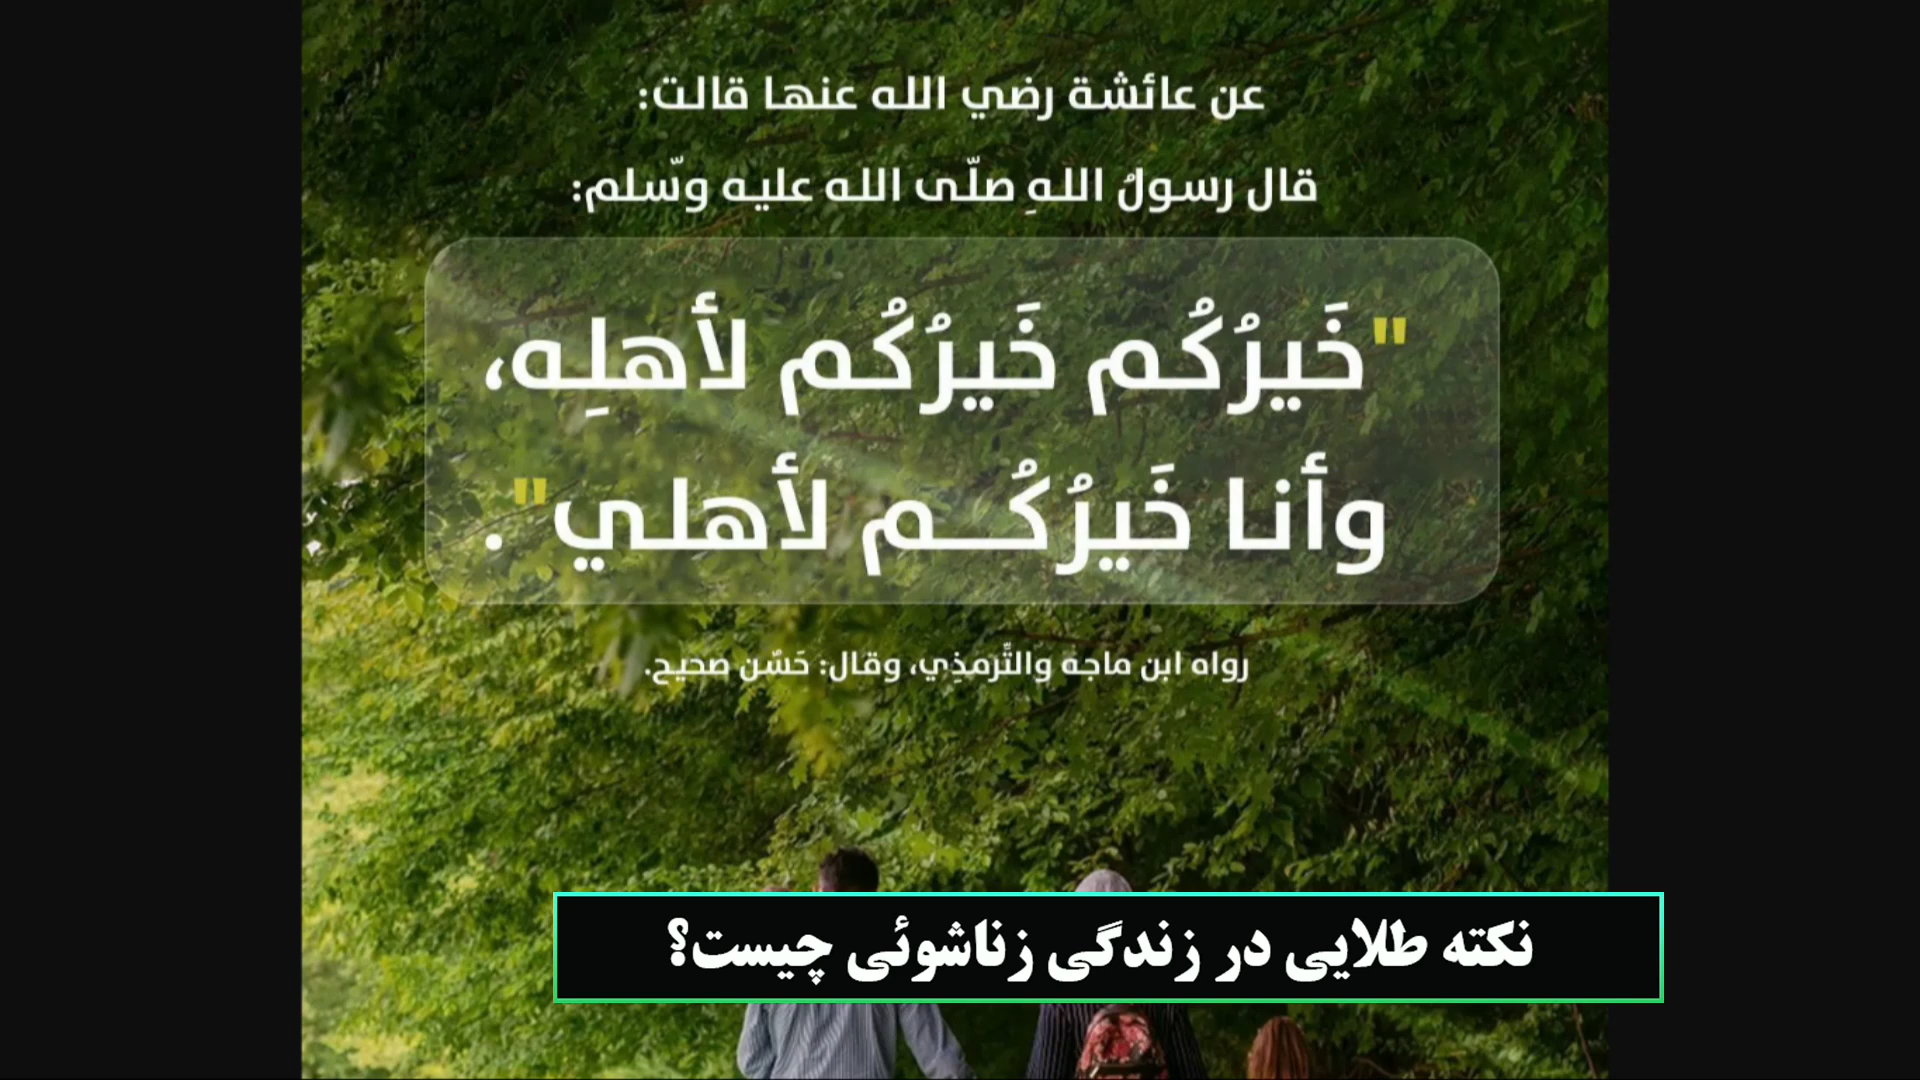 عن عائشة رضي الله عنها قالت:
قال رسولُ اللهِ صلّى الله عليه وسّلم:
"خَيرُكُم خَيرُكُم لأهلِه،
وأنا خَيرُكُــم لأهلي".
رواه ابن ماجه والتِّرمذِي، وقال: حَسَّن صحيح.
نکته طلایی در زندگی زناشوئی چیست؟